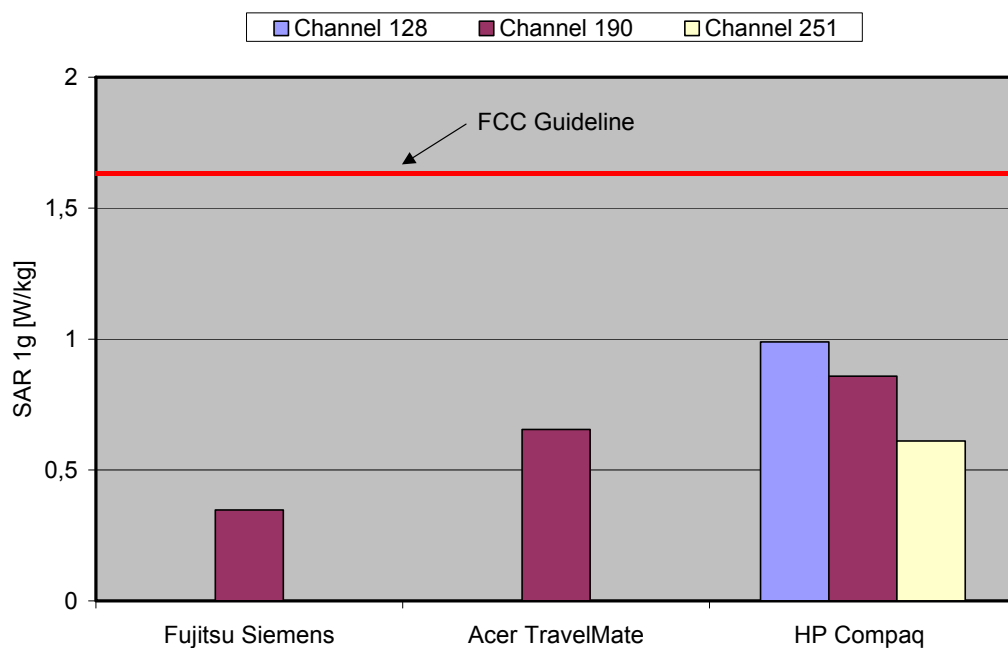 Channel 128 Channel 190 Channel 251
2
FCC Guideline
1,5
SAR 1g [W/kg]
1
0,5
0
Fujitsu Siemens Acer TravelMate HP Compaq